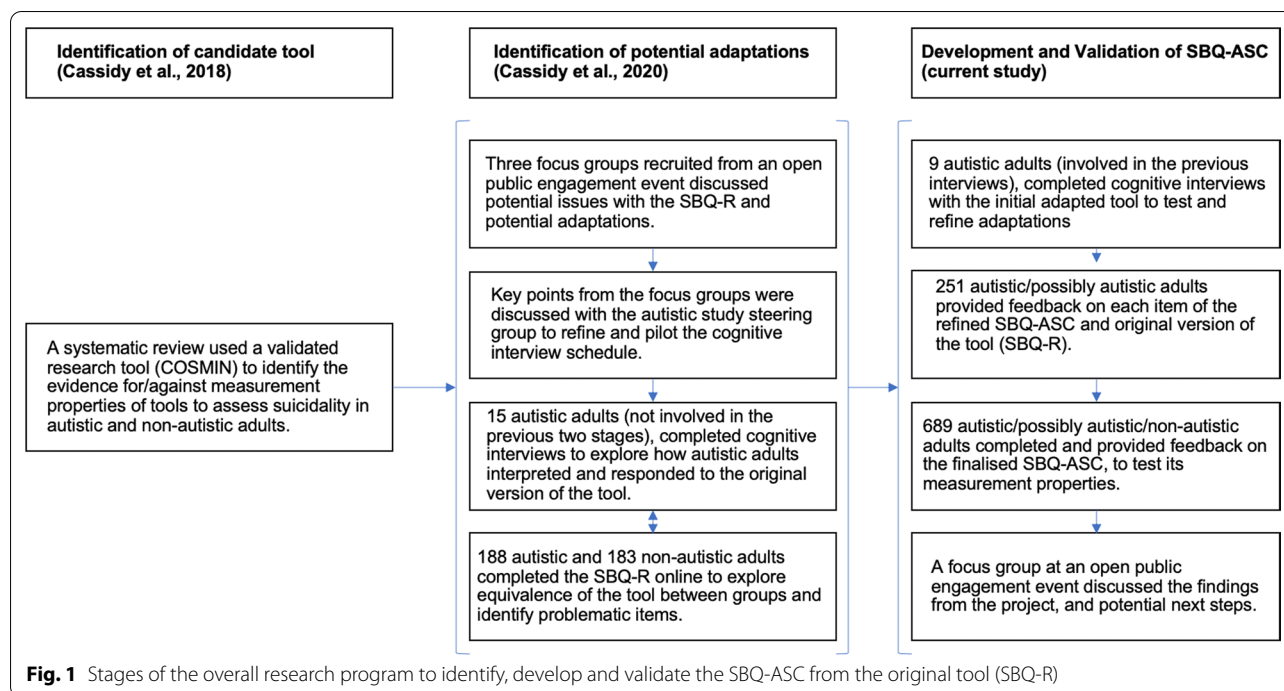 Identification of candidate tool
(Cassidy et al., 2018)
A systematic review used a validated
research tool (COSMIN) to identify the
evidence for/against measurement
properties of tools to assess suicidality in
autistic and non-autistic adults.
Identification of potential adaptations
(Cassidy et al., 2020)
Three focus groups recruited from an open
public engagement event discussed
potential issues with the SBQ-R and
potential adaptations.
Key points from the focus groups were
discussed with the autistic study steering
group to refine and pilot the cognitive
interview schedule.
15 autistic adults (not involved in the
previous two stages), completed cognitive
interviews to explore how autistic adults
interpreted and responded to the original
version of the tool.
188 autistic and 183 non-autistic adults
completed the SBQ-R online to explore
equivalence of the tool between groups and
identify problematic items.
Development and Validation of SBQ-ASC
(current study)
9 autistic adults (involved in the previous
interviews), completed cognitive interviews
with the initial adapted tool to test and
refine adaptations
251 autistic/possibly autistic adults
provided feedback on each item of the
refined SBQ-ASC and original version of
the tool (SBQ-R).
689 autistic/possibly autistic/non-autistic
adults completed and provided feedback on
the finalised SBQ-ASC, to test its
measurement properties.
A focus group at an open public
engagement event discussed the findings
from the project, and potential next steps.
Fig. 1 Stages of the overall research program to identify, develop and validate the SBQ-ASC from the original tool (SBQ-R)